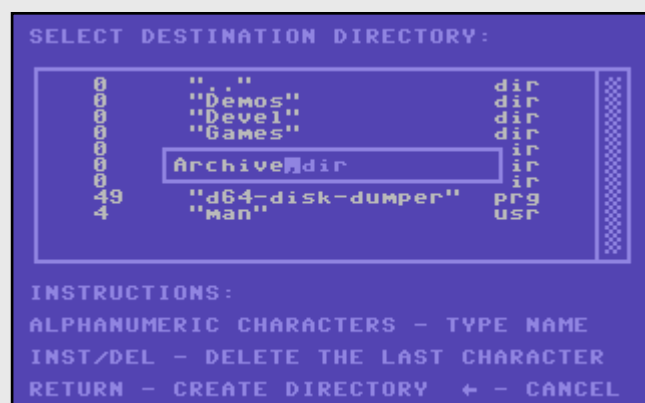 SELECT DESTINATION DIRECTORY:
0 ".." dir
0 "Demos" dir
0 "Devel" dir
0 "Games" dir
0 ir
0 Archive,dir ir
0 ir
49 "d64-disk-dumper" prg
4 "man" usr
INSTRUCTIONS:
ALPHANUMERIC CHARACTERS - TYPE NAME
INST/DEL - DELETE THE LAST CHARACTER
RETURN - CREATE DIRECTORY ← - CANCEL